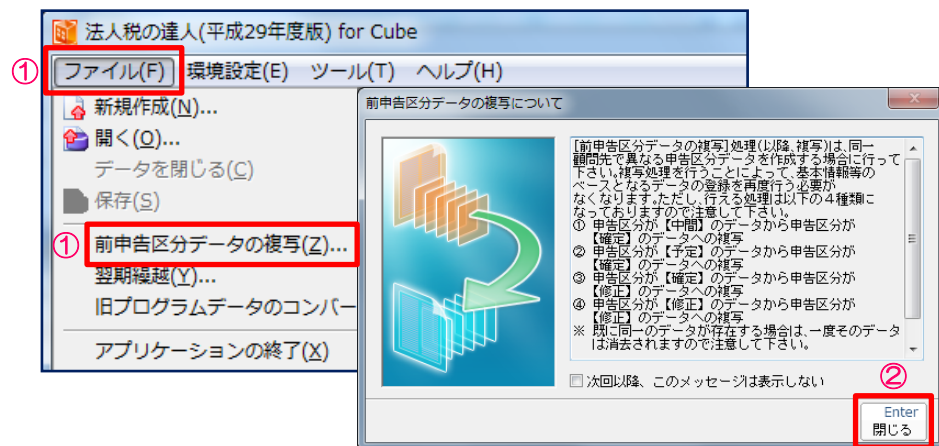 法人税の達人(平成29年度版) for Cube
①
ファイル(F) 環境設定(E) ツール(T) ヘルプ(H)
新規作成(N)...
開く(O)...
データを閉じる(C)
保存(S)
①
前申告区分データの複写(Z)...
翌期繰越(Y)...
旧プログラムデータのコンバー
アプリケーションの終了(X)
前申告区分データの複写について
[前申告区分データの複写]処理(以降、複写)は、同一
顧問先で異なる申告区分データを作成する場合に行って
下さい。複写処理を行うことによって、基本情報等の
ベースとなるデータの登録を再度行う必要が
なくなります。ただし、行える処理は以下の4種類に
なっておりますので注意して下さい。
① 申告区分が【中間】のデータから申告区分が
【確定】のデータへの複写
② 申告区分が【予定】のデータから申告区分が
【確定】のデータへの複写
③ 申告区分が【確定】のデータから申告区分が
【修正】のデータへの複写
④ 申告区分が【修正】のデータから申告区分が
【修正】のデータへの複写
※ 既に同一のデータが存在する場合は、一度そのデータ
は消去されますので注意して下さい。
次回以降、このメッセージは表示しない
②
Enter
閉じる